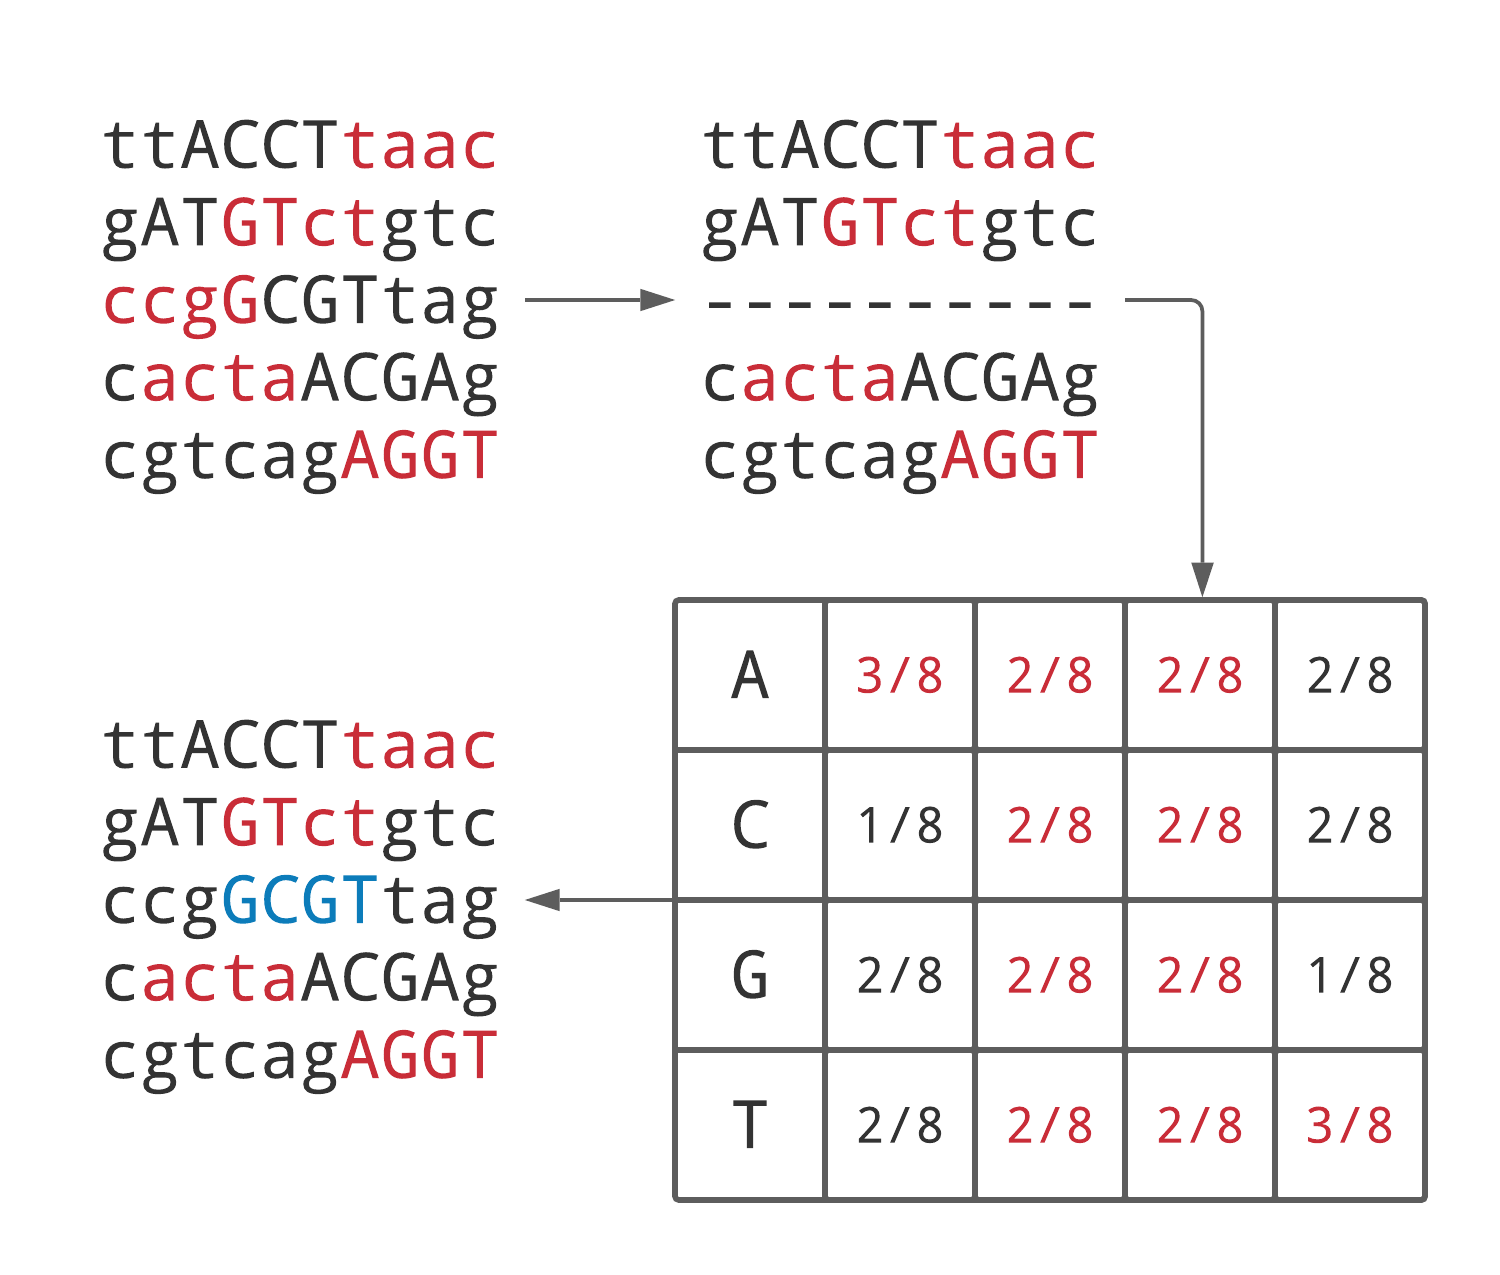 ttACCTtaac
gATGTctgtc
ccgGCGTtag
cactaACGAg
cgtcagAGGT
ttACCTtaac
gATGTctgtc
----------
cactaACGAg
cgtcagAGGT
A 3/8 2/8 2/8 2/8
C 1/8 2/8 2/8 2/8
G 2/8 2/8 2/8 1/8
T 2/8 2/8 2/8 3/8
ttACCTtaac
gATGTctgtc
ccgGCGTtag
cactaACGAg
cgtcagAGGT